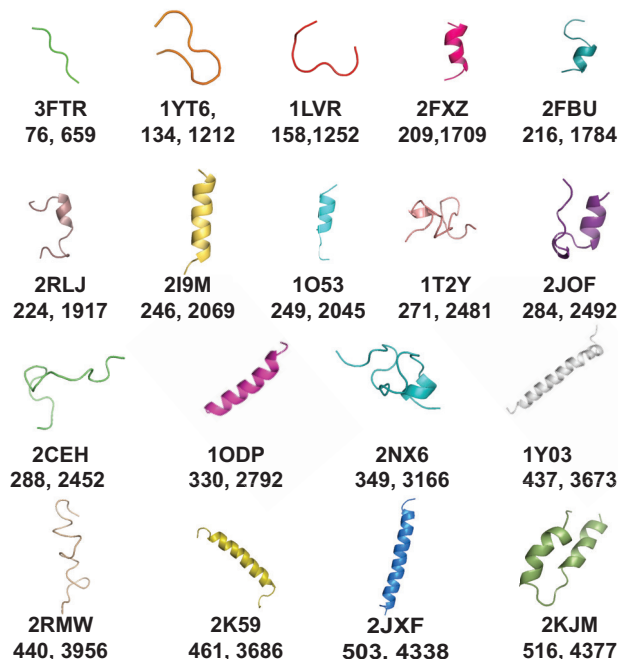 3FTR 1YT6, 1LVR 2FXZ 2FBU
76, 659 134, 1212 158,1252 209,1709 216, 1784
2RLJ 2I9M 1O53 1T2Y 2JOF
224, 1917 246, 2069 249, 2045 271, 2481 284, 2492
2CEH 1ODP 2NX6 1Y03
288, 2452 330, 2792 349, 3166 437, 3673
2RMW 2K59 2JXF 2KJM
440, 3956 461, 3686 503, 4338 516, 4377